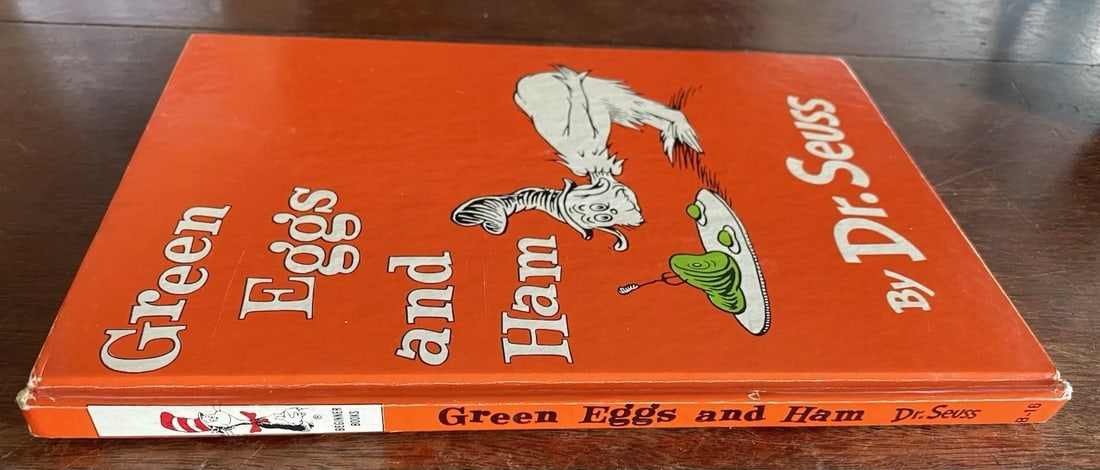 Green
Eggs
and
Ham
By Dr. Seuss
®
BEGINNER
BOOKS
Green Eggs and Ham Dr. Seuss
B-16